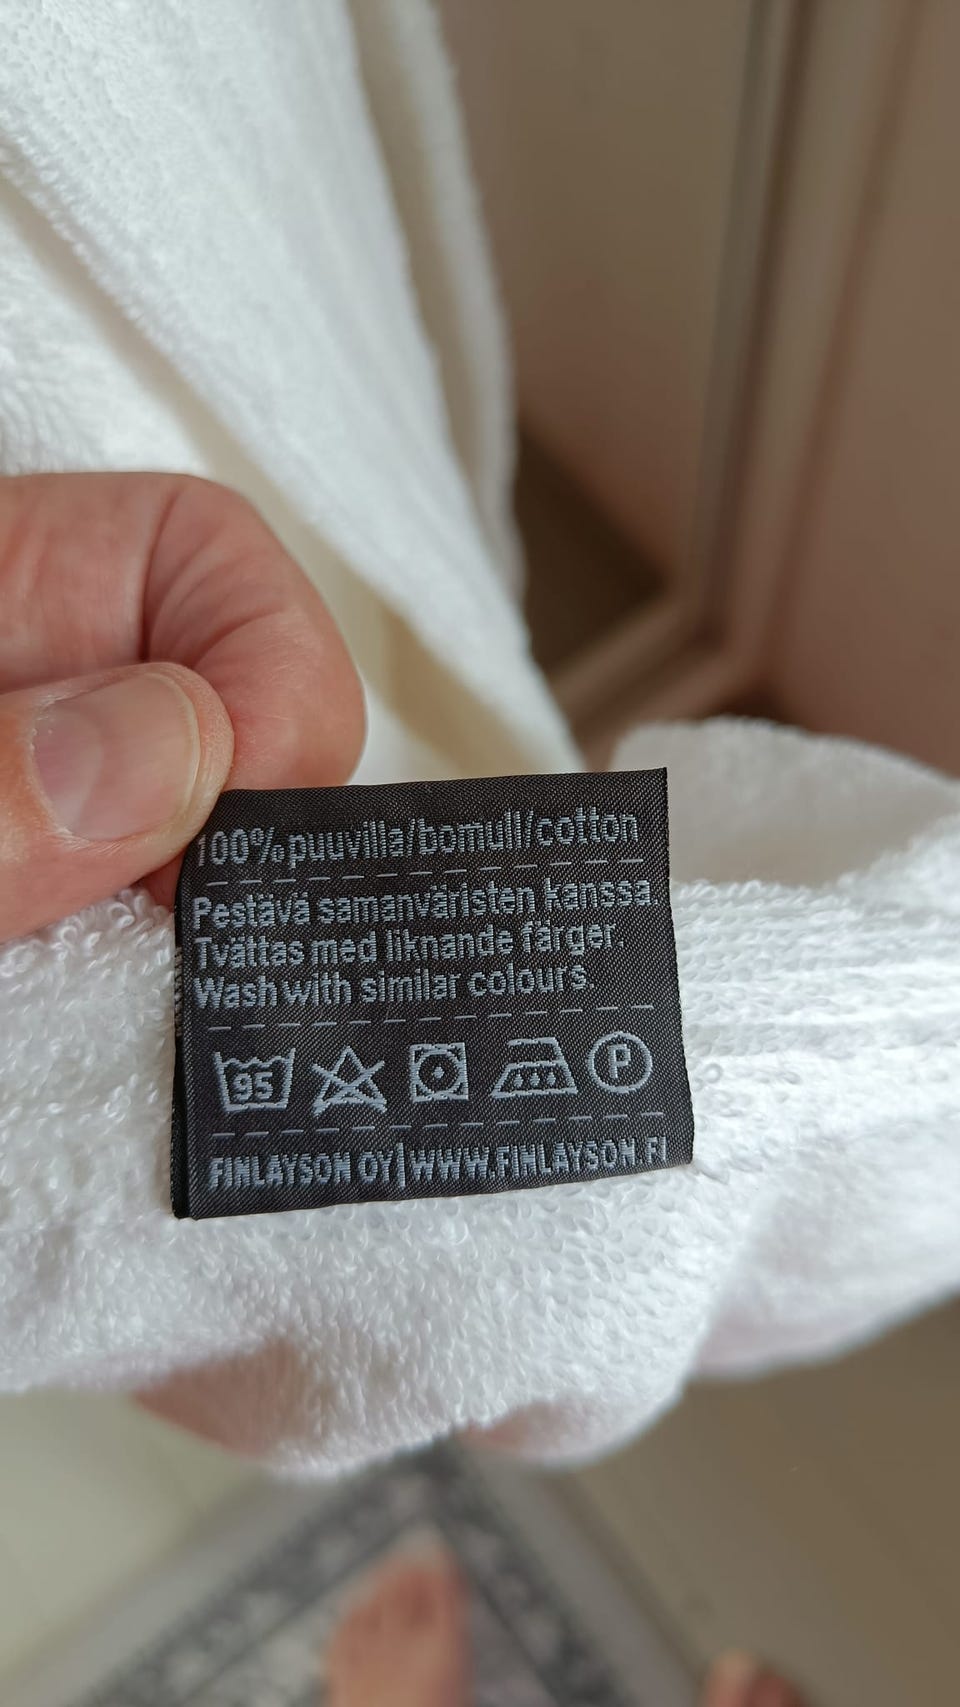 100% puuvilla/bomull/cotton
Pestävä samanväristen kanssa.
Tvättas med liknande färger.
Wash with similar colours.
95 P
FINLAYSON OY|WWW.FINLAYSON.FI